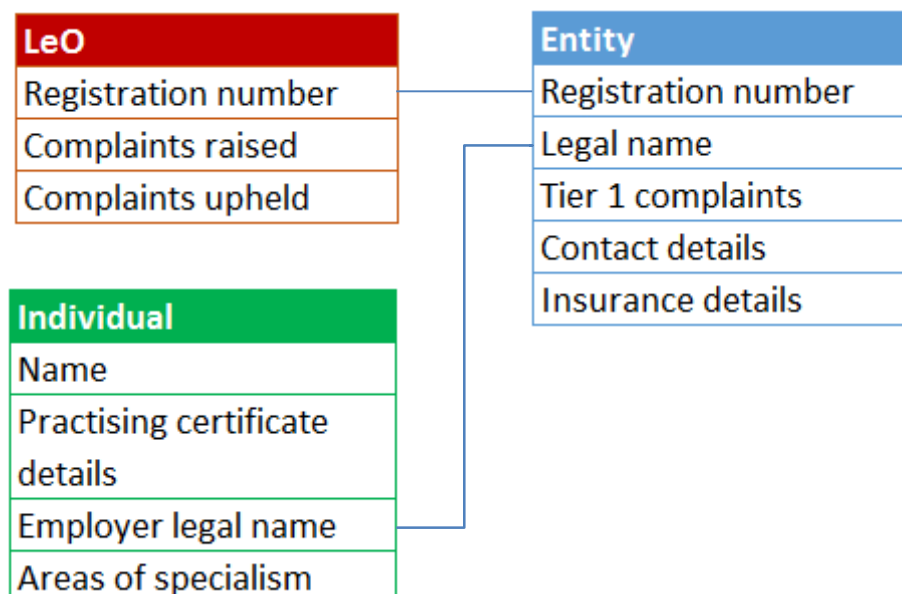 LeO
Registration number
Complaints raised
Complaints upheld
Entity
Registration number
Legal name
Tier 1 complaints
Contact details
Insurance details
Individual
Name
Practising certificate
details
Employer legal name
Areas of specialism